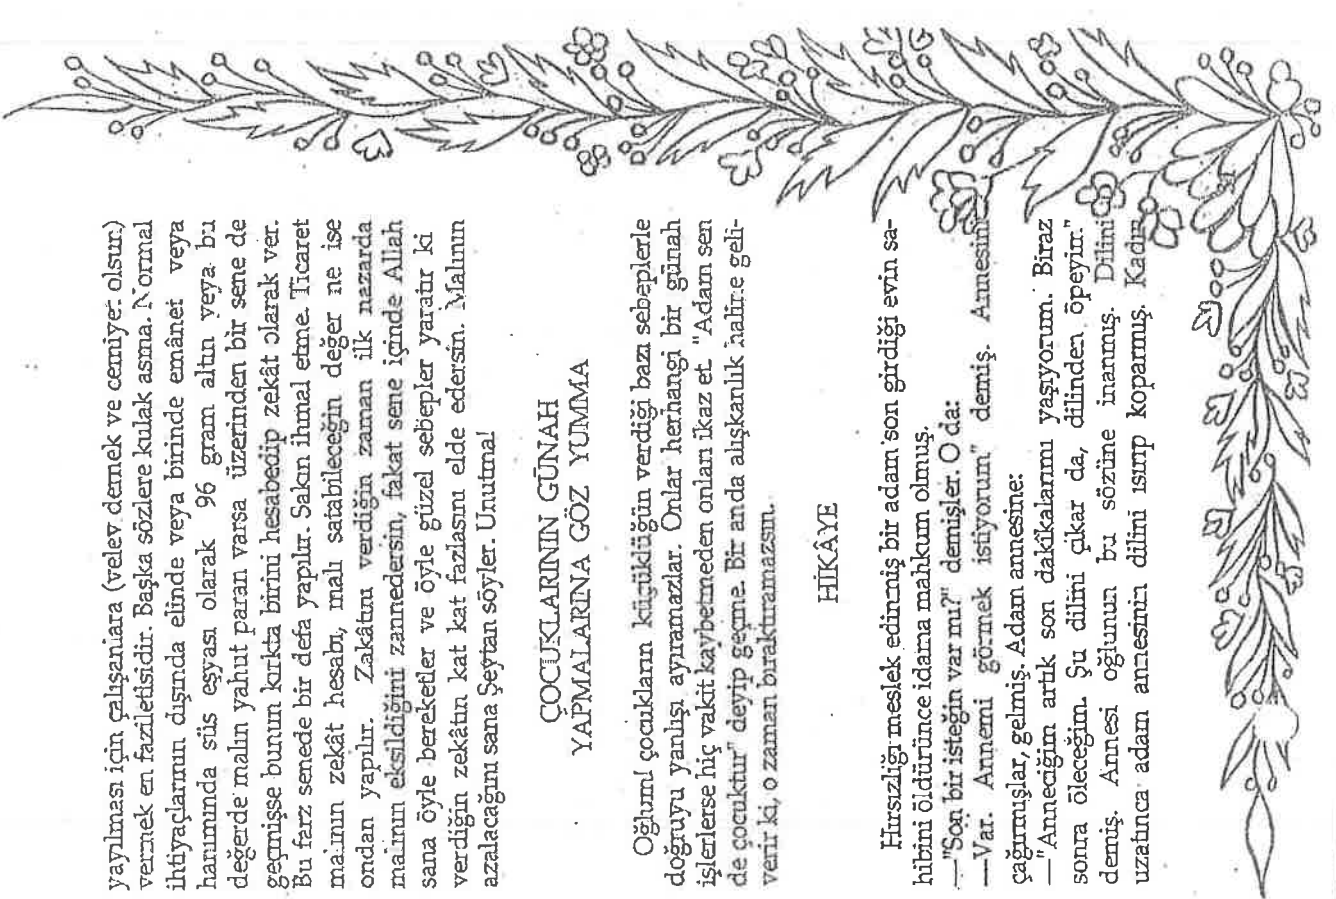 yayılması için çalışanlara (velev dernek ve cemiyet olsun)
vermek en faziletisidir. Başka sözlere kulak asma. Normal
ihtiyaçlarının dışında elinde veya birinde emânet veya
hanımında süs eşyası olarak 96 gram altın veya bu
değerde malın yahut paran varsa üzerinden bir sene de
geçmişse bunun kırkta birini hesabedip zekât olarak ver.
Bu farz senede bir defa yapılır. Sakın ihmal etme. Ticaret
malının zekât hesabı, malı satabileceğin değer ne ise
ondan yapılır. Zakâtını verdiğin zaman ilk nazarda
malının eksildiğini zannedersin, fakat sene içinde Allah
sana öyle bereketler ve öyle güzel sebepler yaratır ki
verdiğin zekâtın kat kat fazlasını elde edersin. Malının
azalacağını sana Şeytan söyler. Unutma!
ÇOCUKLARININ GÜNAH
YAPMALARINA GÖZ YUMMA
Oğlum! çocukların küçüklüğün verdiği bazı sebeplerle
doğruyu yanlışı ayıramazlar. Onlar herhangi bir günah
işlerlerse hiç vakit kaybetmeden onları ikaz et. "Adam sen
de çocuktur" deyip geçme. Bir anda alışkanlık haline geli-
verir ki, o zaman bıraktıramazsın.
HİKÂYE
Hırsızlığı meslek edinmiş bir adam son girdiği evin sa-
hibini öldürünce idama mahkum olmuş.
—"Son bir isteğin var mı?" demişler. O da:
—Var. Annemi görmek istiyorum" demiş. Annesini
çağırmışlar, gelmiş. Adam annesine:
—"Anneciğim artık son dakîkalarımı yaşıyorum. Biraz
sonra öleceğim. Şu dilini çıkar da, dilinden öpeyim."
demiş. Annesi oğlunun bu sözüne inanmış. Dilini
uzatınca adam annesinin dilini ısırıp koparmış. Kadın